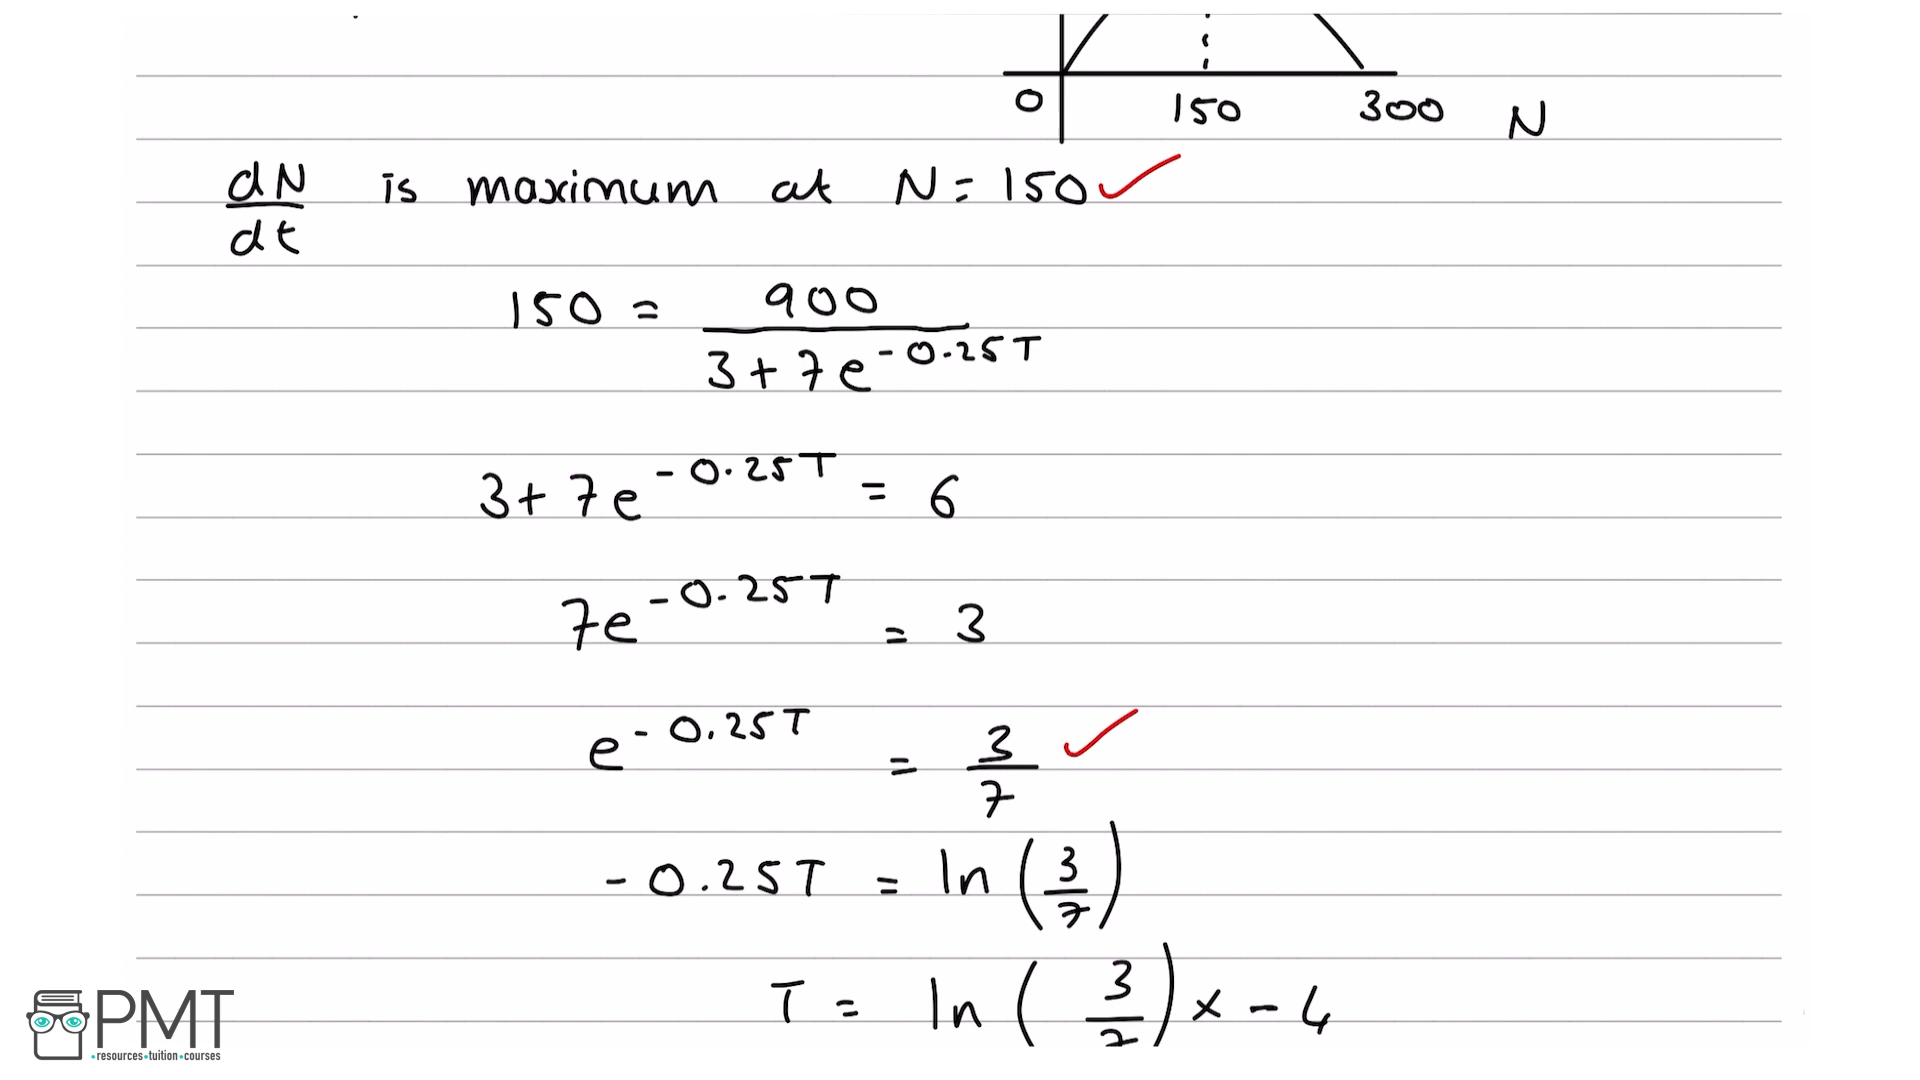 0 150 300 N
dN/dt is maximum at N = 150 ✓
150 = 900/(3 + 7e^(-0.25T))
3 + 7e^(-0.25T) = 6
7e^(-0.25T) = 3
e^(-0.25T) = 3/7 ✓
-0.25T = ln(3/7)
T = ln(3/7) x -4
PMT
•resources•tuition•courses